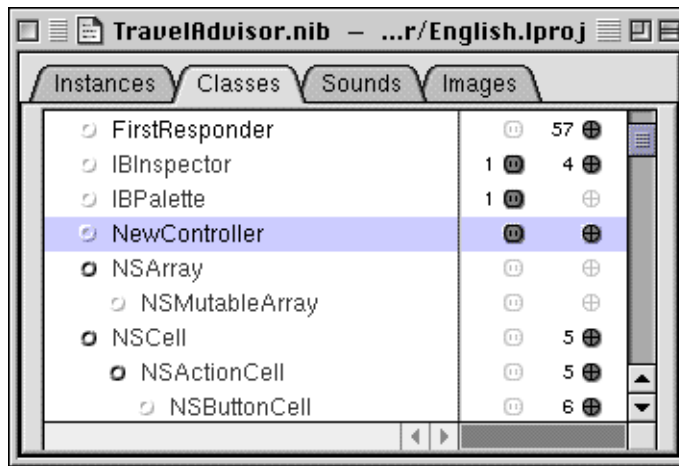 TravelAdvisor.nib — ...r/English.lproj
Instances Classes Sounds Images
FirstResponder 57
IBInspector 1 4
IBPalette 1
NewController
NSArray
NSMutableArray
NSCell 5
NSActionCell 5
NSButtonCell 6